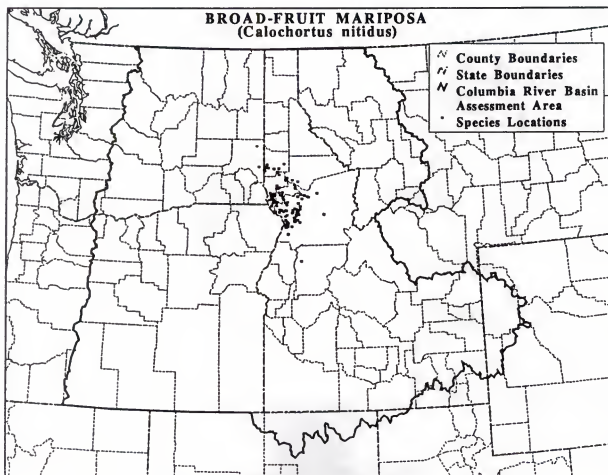 BROAD-FRUIT MARIPOSA
(Calochortus nitidus)
County Boundaries
State Boundaries
Columbia River Basin
Assessment Area
Species Locations